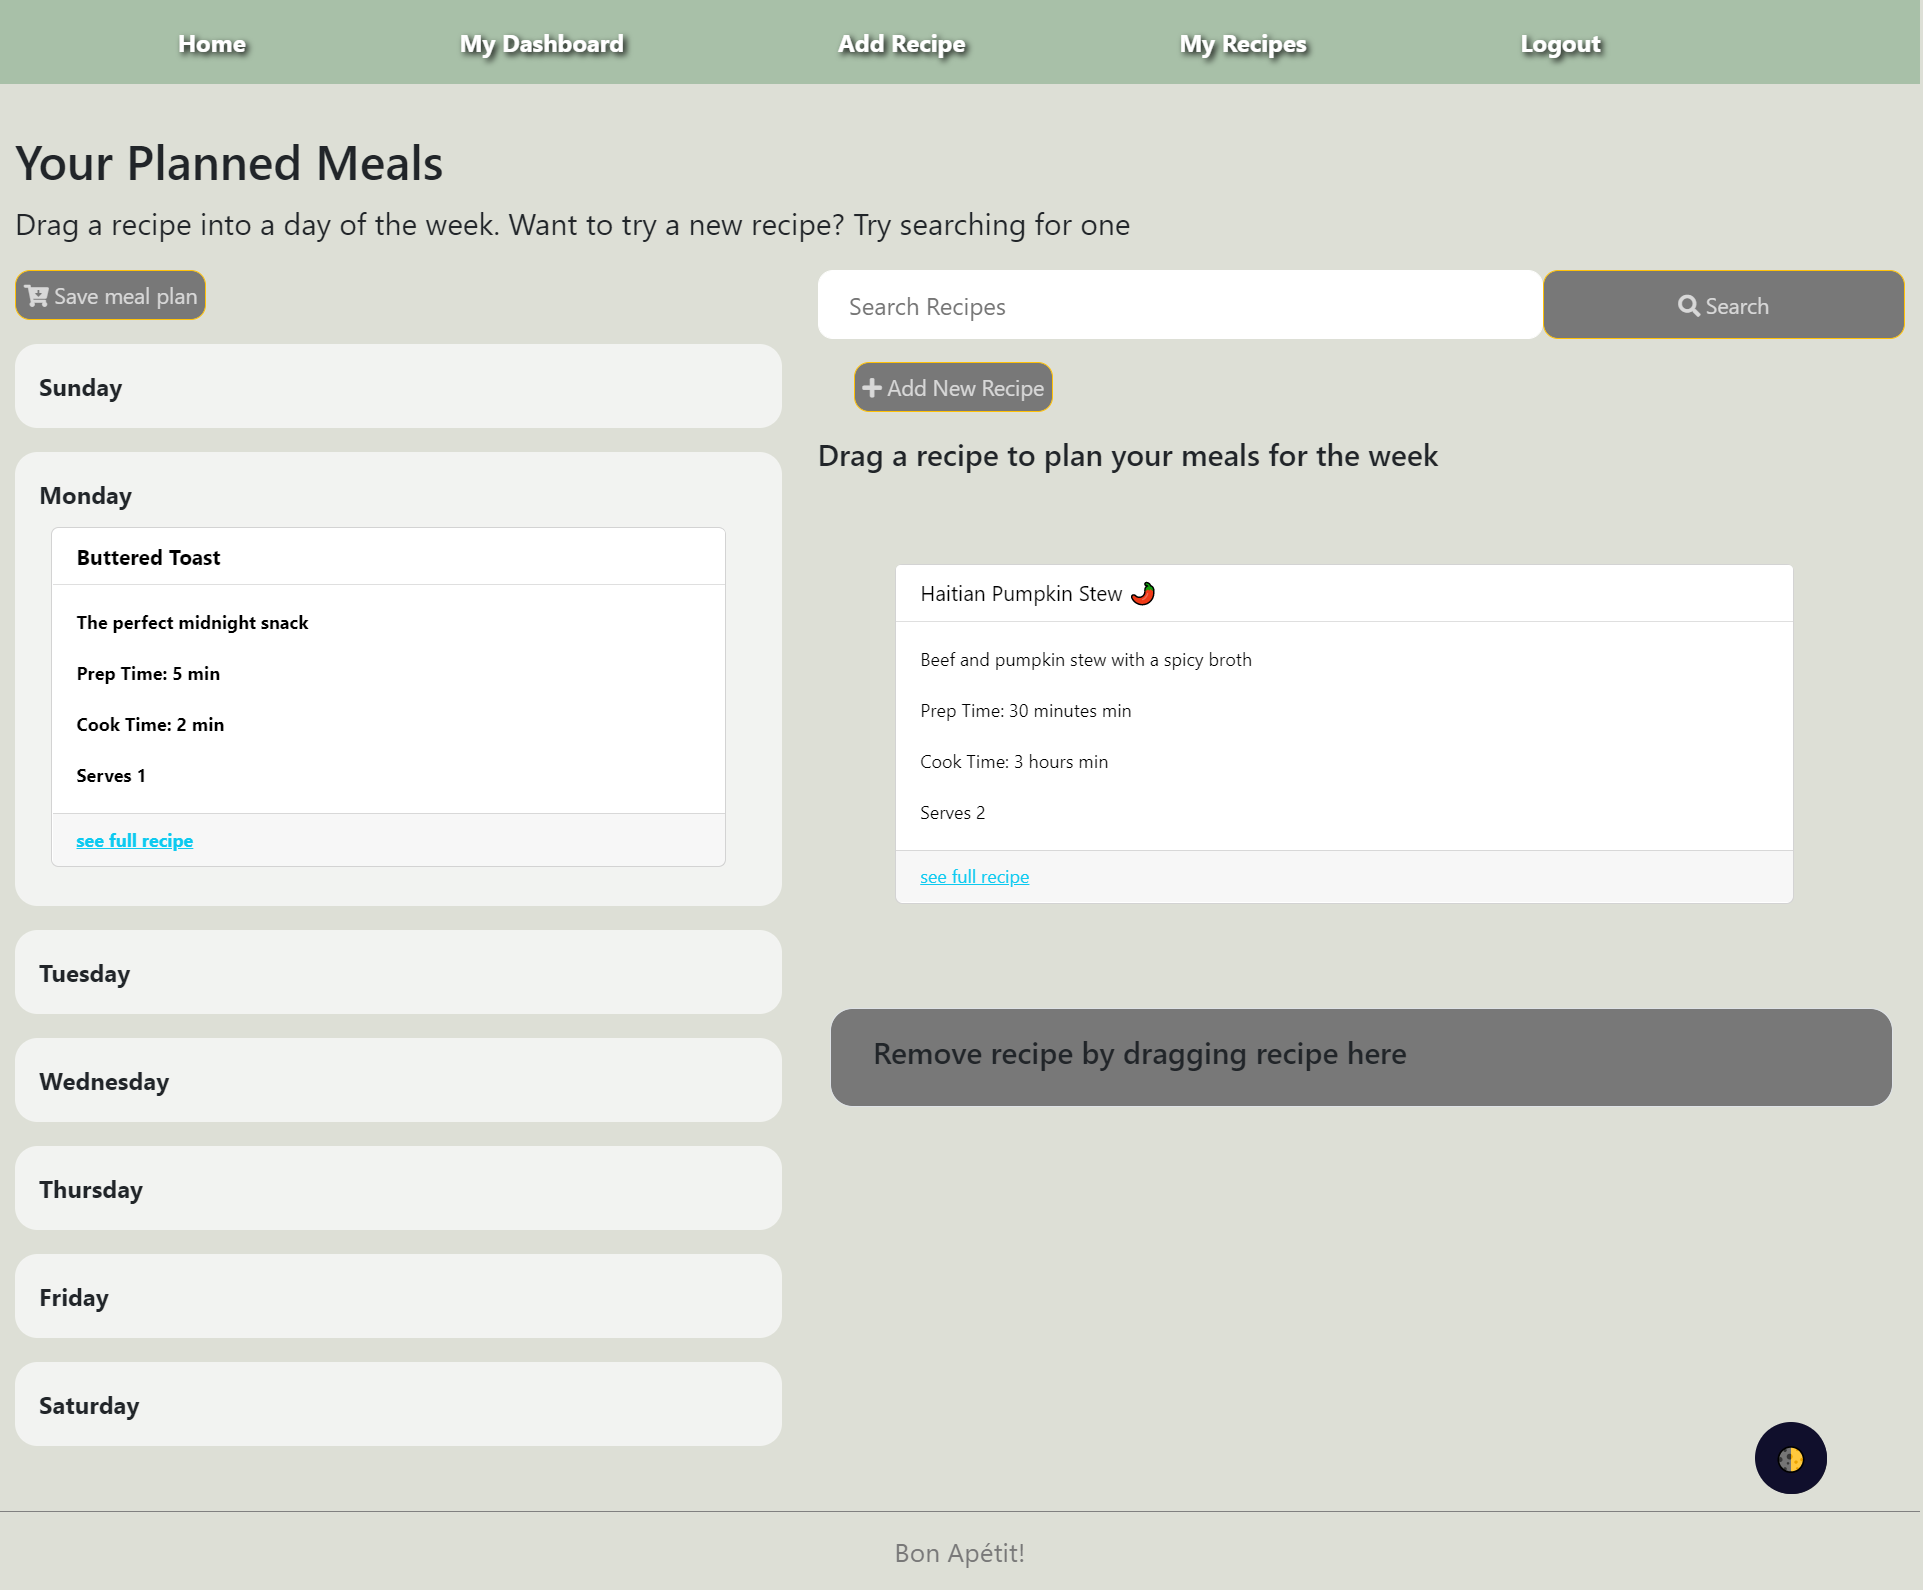 Home My Dashboard Add Recipe My Recipes Logout
Your Planned Meals
Drag a recipe into a day of the week. Want to try a new recipe? Try searching for one
Save meal plan
Sunday
Monday
Buttered Toast
The perfect midnight snack
Prep Time: 5 min
Cook Time: 2 min
Serves 1
see full recipe
Tuesday
Wednesday
Thursday
Friday
Saturday
Search Recipes
Search
Add New Recipe
Drag a recipe to plan your meals for the week
Haitian Pumpkin Stew 🌶️
Beef and pumpkin stew with a spicy broth
Prep Time: 30 minutes min
Cook Time: 3 hours min
Serves 2
see full recipe
Remove recipe by dragging recipe here
Bon Apétit!